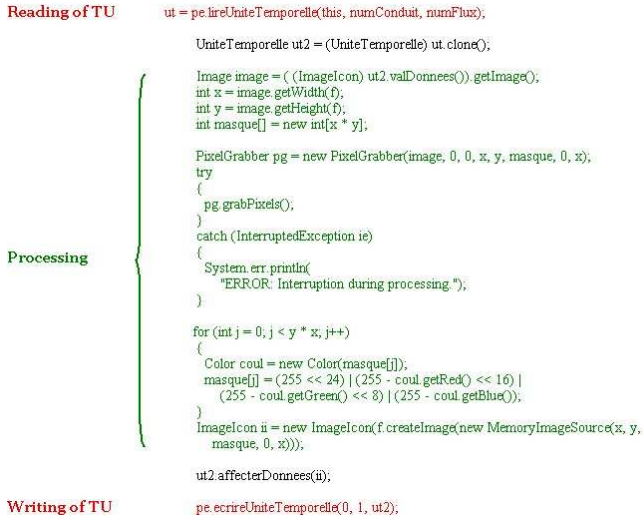 Reading of TU ut = pe.lireUniteTemporelle(this, numConduit, numFlux);
UniteTemporelle ut2 = (UniteTemporelle) ut.clone();
Image image = ( (ImageIcon) ut2.valDonnees()).getImage();
int x = image.getWidth(f);
int y = image.getHeight(f);
int masque[] = new int[x * y];
PixelGrabber pg = new PixelGrabber(image, 0, 0, x, y, masque, 0, x);
try
{
pg.grabPixels();
}
catch (InterruptedException ie)
Processing {
System.err.println(
"ERROR: Interruption during processing.");
}
for (int j = 0; j < y * x; j++)
{
Color coul = new Color(masque[j]);
masque[j] = (255 << 24) | (255 - coul.getRed() << 16) |
(255 - coul.getGreen() << 8) | (255 - coul.getBlue());
}
ImageIcon ii = new ImageIcon(f.createImage(new MemoryImageSource(x, y,
masque, 0, x)));
ut2.affecterDonnees(ii);
Writing of TU pe.ecrireUniteTemporelle(0, 1, ut2);